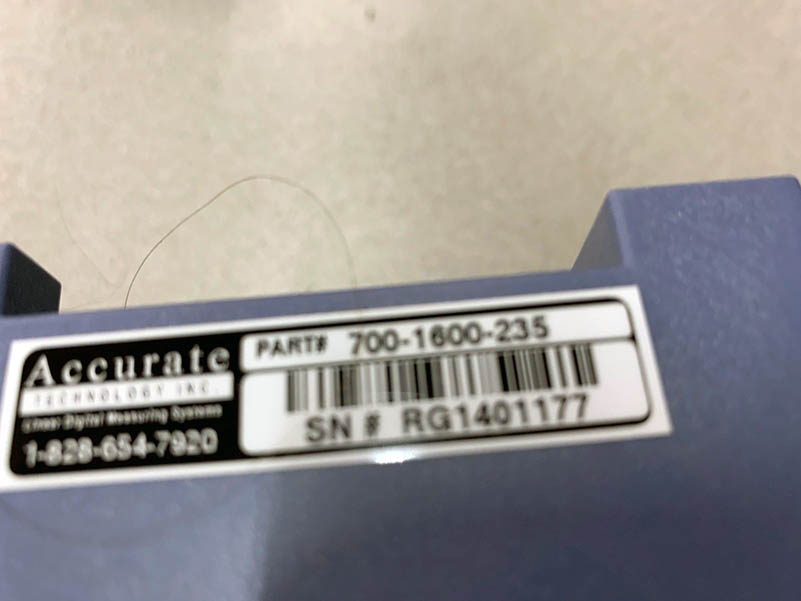 Accurate
TECHNOLOGY INC.
Linear Digital Measuring Systems
1-828-654-7920
PART# 700-1600-235
SN # RG1401177